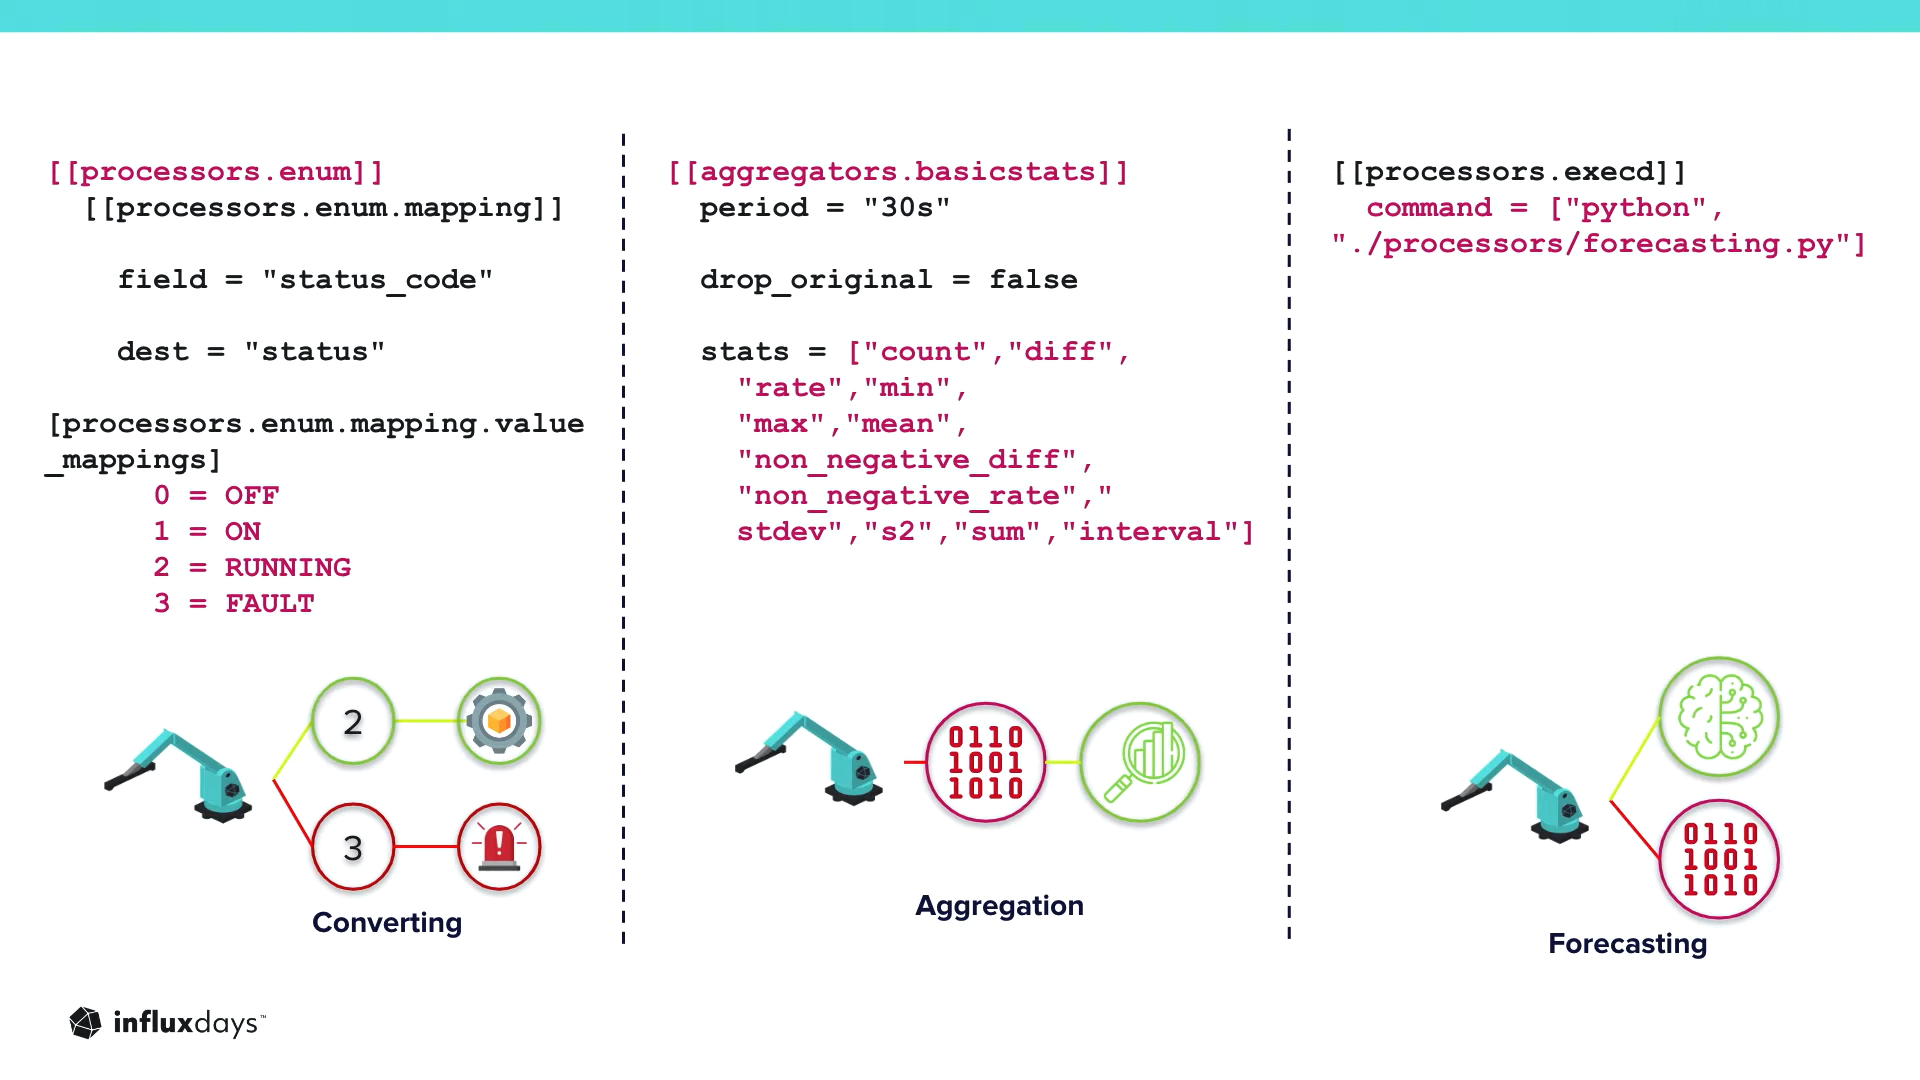 [[processors.enum]]
[[processors.enum.mapping]]
field = "status_code"
dest = "status"
[processors.enum.mapping.value
_mappings]
0 = OFF
1 = ON
2 = RUNNING
3 = FAULT
2
3
Converting
[[aggregators.basicstats]]
period = "30s"
drop_original = false
stats = ["count","diff",
"rate","min",
"max","mean",
"non_negative_diff",
"non_negative_rate","
stdev","s2","sum","interval"]
0110
1001
1010
Aggregation
[[processors.execd]]
command = ["python",
"./processors/forecasting.py"]
0110
1001
1010
Forecasting
influxdays™